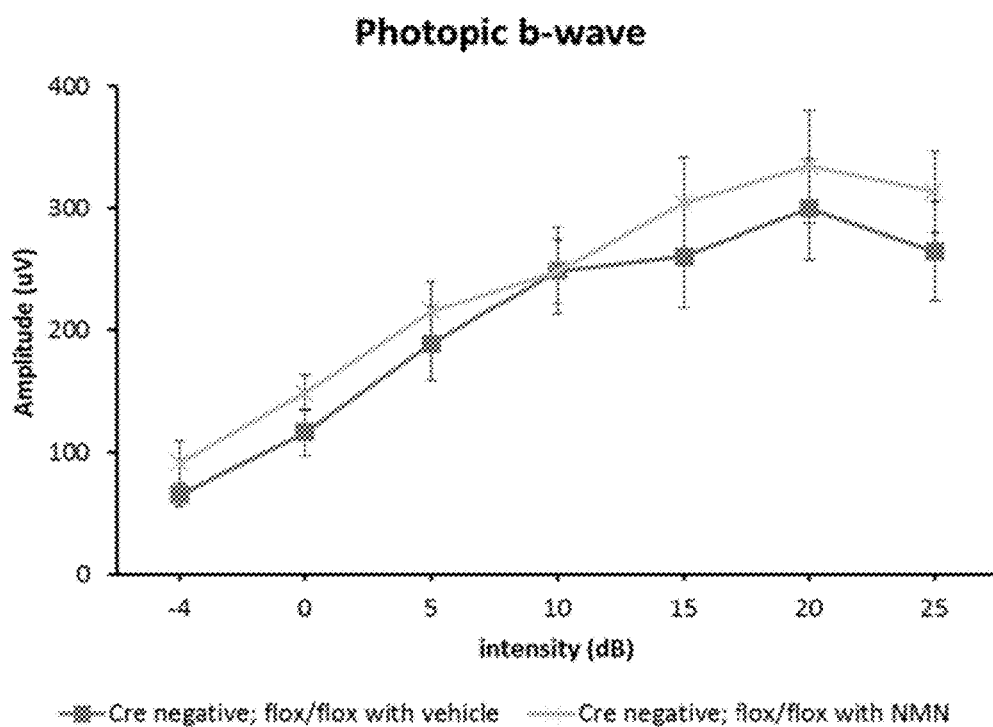 Photopic b-wave
400
300
200
100
0
Amplitude (uV)
-4 0 5 10 15 20 25
intensity (dB)
Cre negative; flox/flox with vehicle Cre negative; flox/flox with NMN